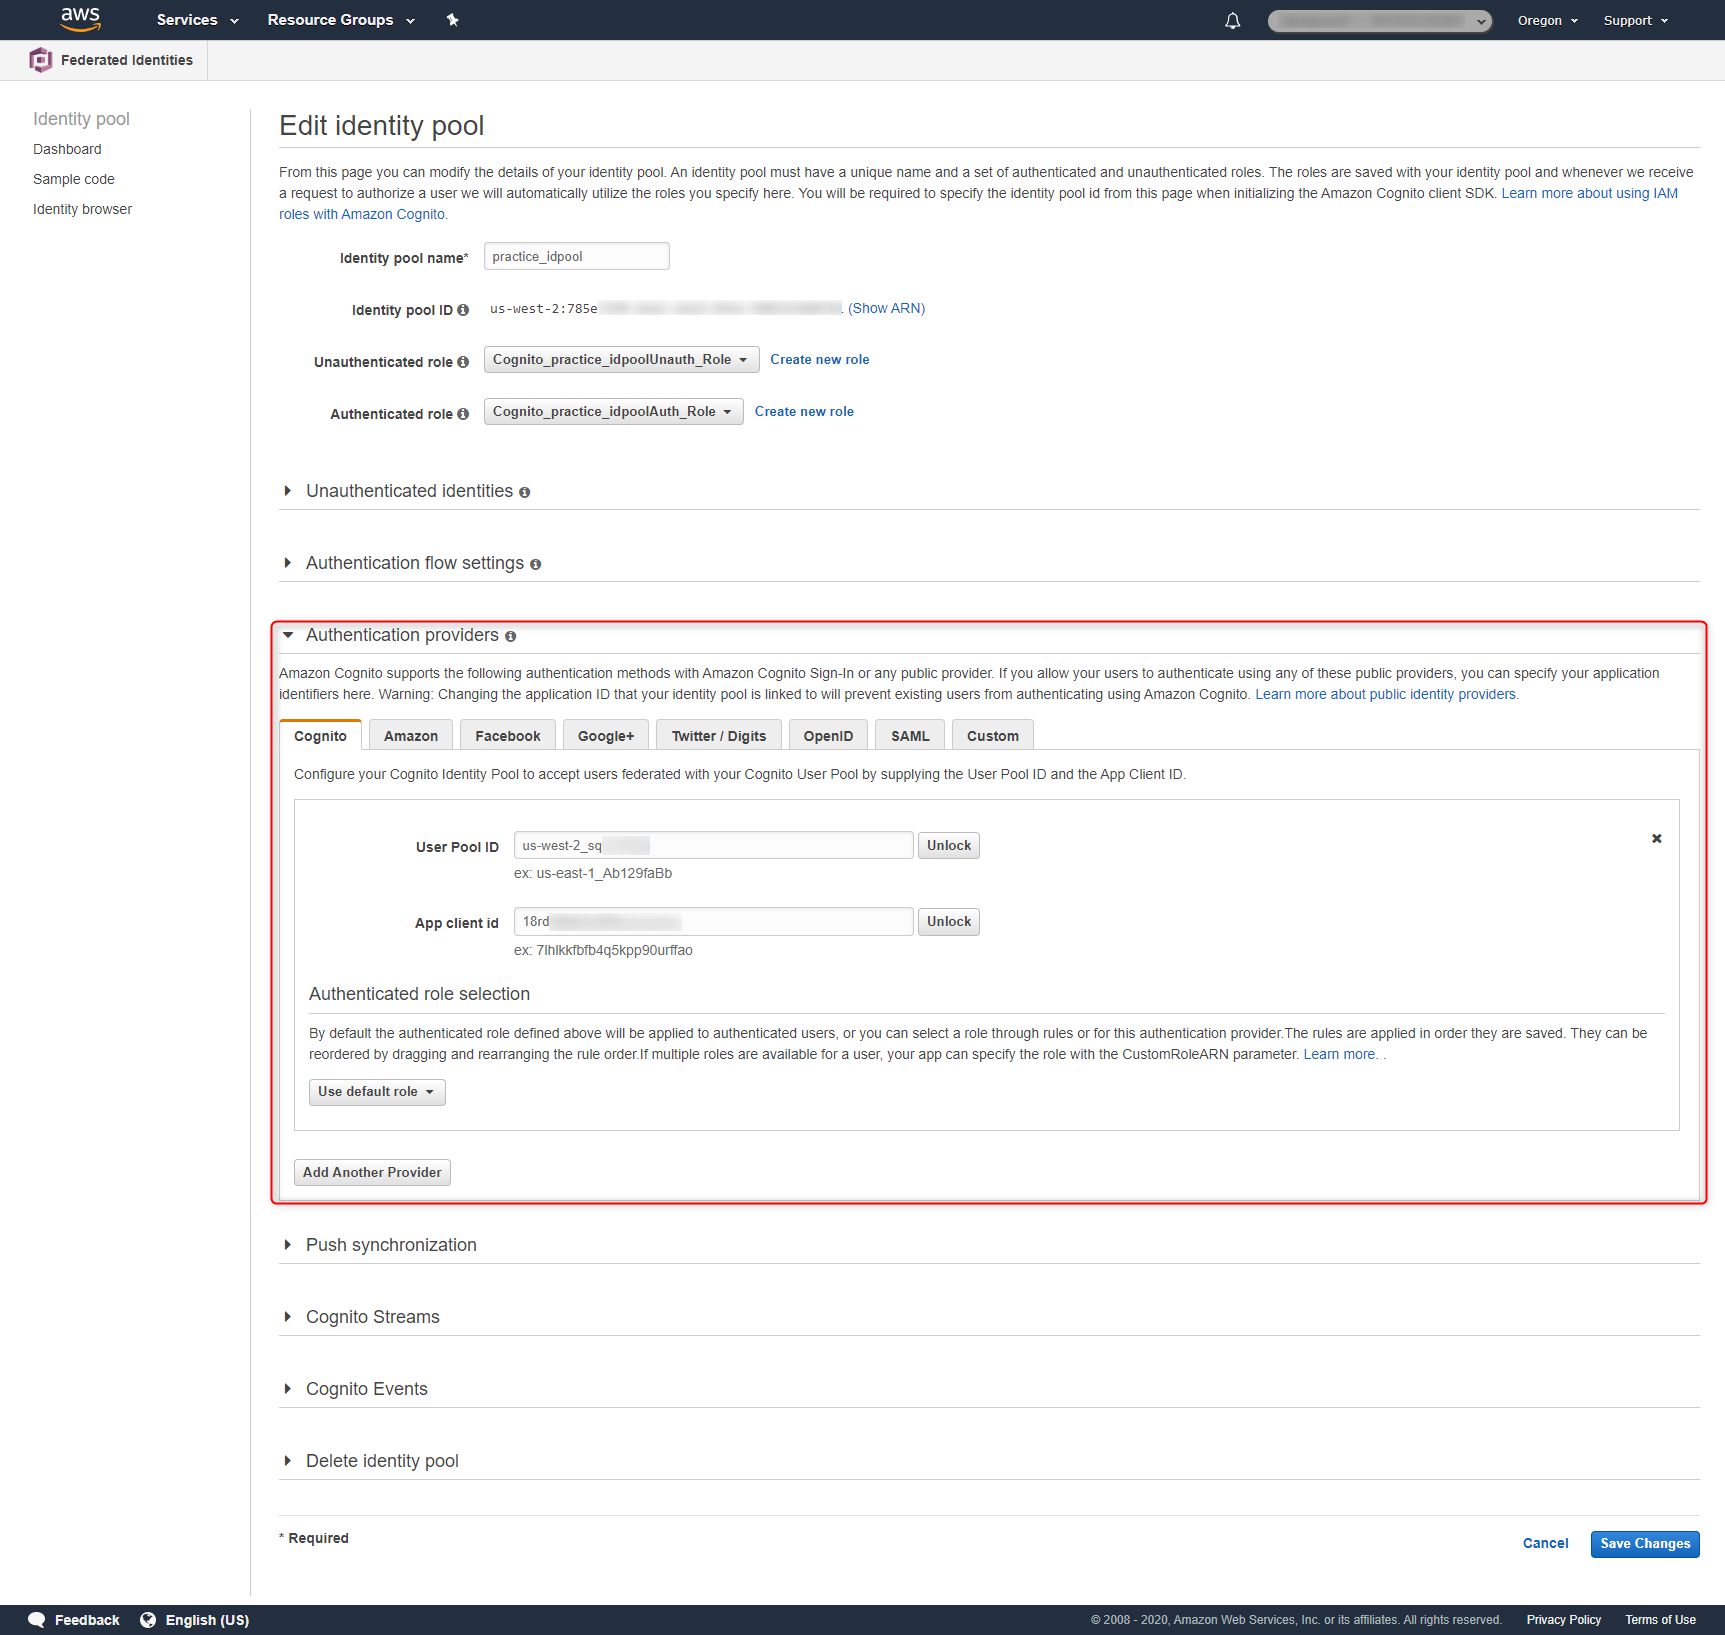 aws Services Resource Groups Oregon Support
Federated Identities
Identity pool
Dashboard
Sample code
Identity browser
Edit identity pool
From this page you can modify the details of your identity pool. An identity pool must have a unique name and a set of authenticated and unauthenticated roles. The roles are saved with your identity pool and whenever we receive
a request to authorize a user we will automatically utilize the roles you specify here. You will be required to specify the identity pool id from this page when initializing the Amazon Cognito client SDK. Learn more about using IAM
roles with Amazon Cognito.
Identity pool name* practice_idpool
Identity pool ID us-west-2:785e (Show ARN)
Unauthenticated role Cognito_practice_idpoolUnauth_Role Create new role
Authenticated role Cognito_practice_idpoolAuth_Role Create new role
Unauthenticated identities
Authentication flow settings
Authentication providers
Amazon Cognito supports the following authentication methods with Amazon Cognito Sign-In or any public provider. If you allow your users to authenticate using any of these public providers, you can specify your application
identifiers here. Warning: Changing the application ID that your identity pool is linked to will prevent existing users from authenticating using Amazon Cognito. Learn more about public identity providers.
Cognito Amazon Facebook Google+ Twitter / Digits OpenID SAML Custom
Configure your Cognito Identity Pool to accept users federated with your Cognito User Pool by supplying the User Pool ID and the App Client ID.
User Pool ID us-west-2_sq Unlock
ex: us-east-1_Ab129faBb
App client id 18rd Unlock
ex: 7lhlkkfbfb4q5kpp90urffao
Authenticated role selection
By default the authenticated role defined above will be applied to authenticated users, or you can select a role through rules or for this authentication provider.The rules are applied in order they are saved. They can be
reordered by dragging and rearranging the rule order.If multiple roles are available for a user, your app can specify the role with the CustomRoleARN parameter. Learn more. .
Use default role
Add Another Provider
Push synchronization
Cognito Streams
Cognito Events
Delete identity pool
* Required
Cancel Save Changes
Feedback English (US) © 2008 - 2020, Amazon Web Services, Inc. or its affiliates. All rights reserved. Privacy Policy Terms of Use